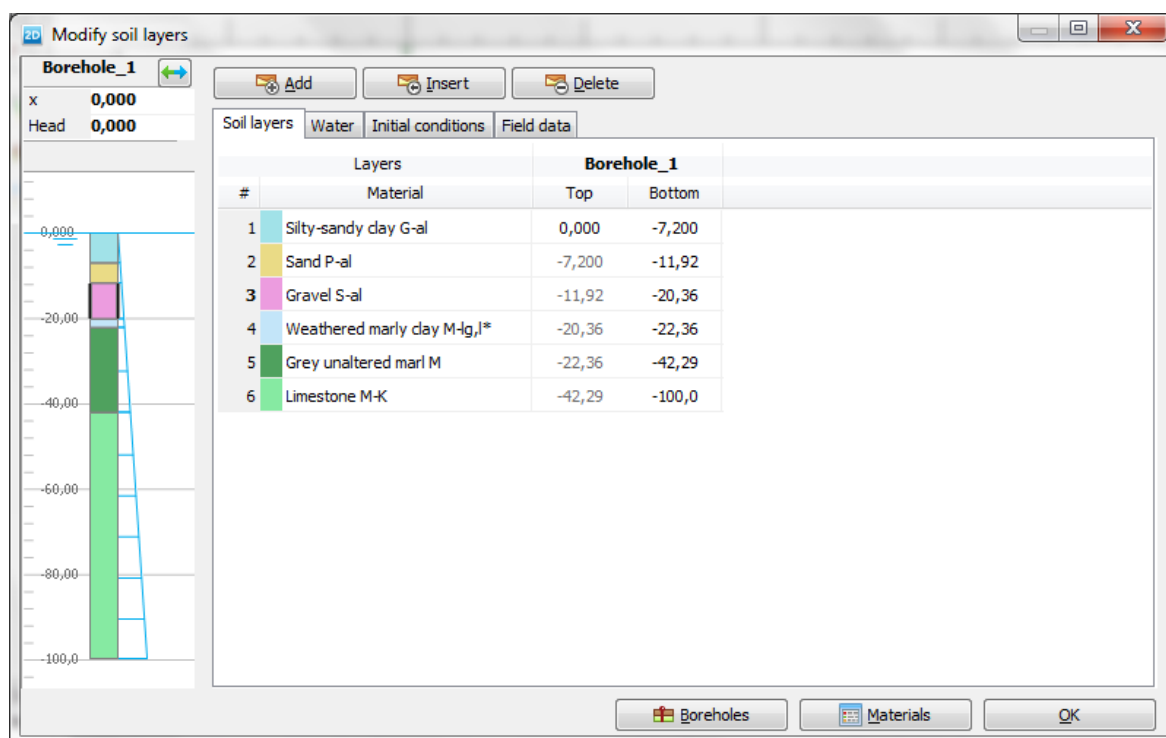 2D Modify soil layers
Borehole_1
x 0,000
Head 0,000
0,000
-20,00
-40,00
-60,00
-80,00
-100,0
Add Insert Delete
Soil layers Water Initial conditions Field data
Layers Borehole_1
# Material Top Bottom
1 Silty-sandy clay G-al 0,000 -7,200
2 Sand P-al -7,200 -11,92
3 Gravel S-al -11,92 -20,36
4 Weathered marly clay M-lg,l* -20,36 -22,36
5 Grey unaltered marl M -22,36 -42,29
6 Limestone M-K -42,29 -100,0
Boreholes Materials OK